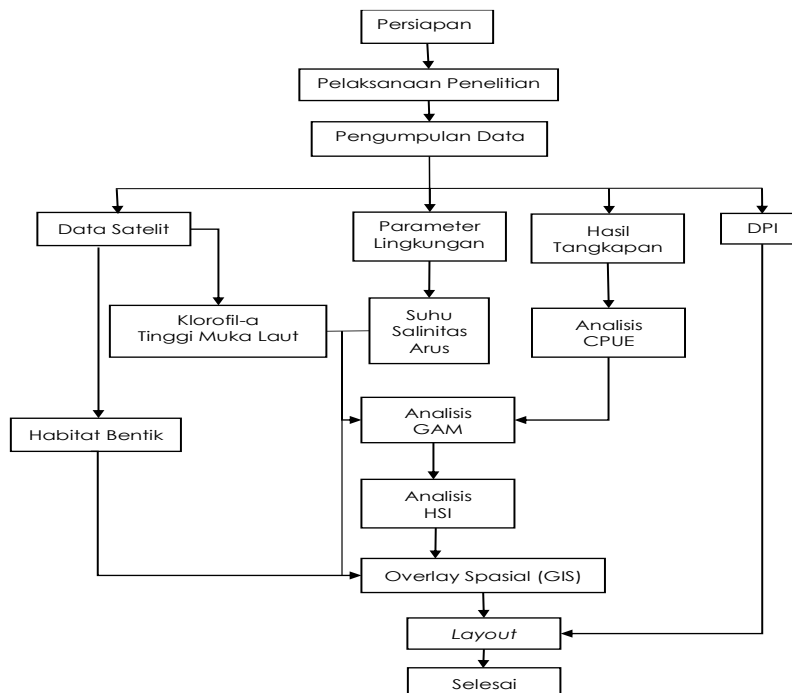 Persiapan
Pelaksanaan Penelitian
Pengumpulan Data
Data Satelit
Parameter
Lingkungan
Hasil
Tangkapan
DPI
Klorofil-a
Tinggi Muka Laut
Suhu
Salinitas
Arus
Analisis
CPUE
Habitat Bentik
Analisis
GAM
Analisis
HSI
Overlay Spasial (GIS)
Layout
Selesai